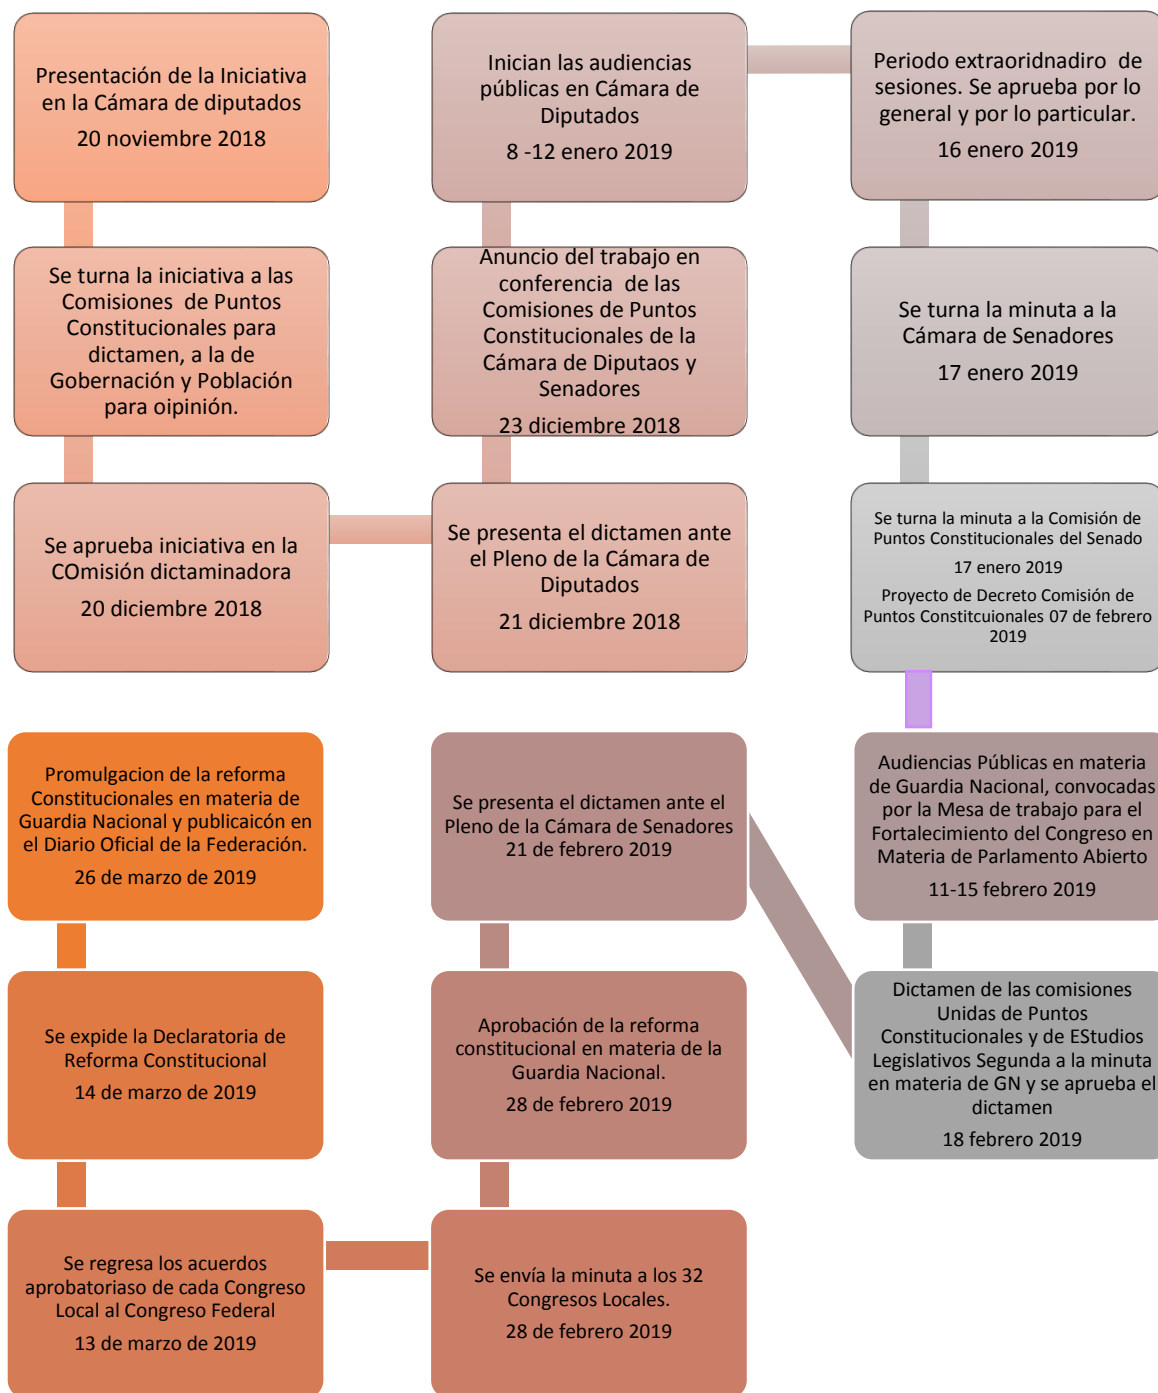 Presentación de la Iniciativa
en la Cámara de diputados
20 noviembre 2018
Se turna la iniciativa a las
Comisiones de Puntos
Constitucionales para
dictamen, a la de
Gobernación y Población
para oipinión.
Se aprueba iniciativa en la
COmisión dictaminadora
20 diciembre 2018
Se presenta el dictamen ante
el Pleno de la Cámara de
Diputados
21 diciembre 2018
Anuncio del trabajo en
conferencia de las
Comisiones de Puntos
Constitucionales de la
Cámara de Diputaos y
Senadores
23 diciembre 2018
Inician las audiencias
públicas en Cámara de
Diputados
8 -12 enero 2019
Periodo extraoridnadiro de
sesiones. Se aprueba por lo
general y por lo particular.
16 enero 2019
Se turna la minuta a la
Cámara de Senadores
17 enero 2019
Se turna la minuta a la Comisión de
Puntos Constitucionales del Senado
17 enero 2019
Proyecto de Decreto Comisión de
Puntos Constitcuionales 07 de febrero
2019
Audiencias Públicas en materia
de Guardia Nacional, convocadas
por la Mesa de trabajo para el
Fortalecimiento del Congreso en
Materia de Parlamento Abierto
11-15 febrero 2019
Dictamen de las comisiones
Unidas de Puntos
Constitucionales y de EStudios
Legislativos Segunda a la minuta
en materia de GN y se aprueba el
dictamen
18 febrero 2019
Se presenta el dictamen ante el
Pleno de la Cámara de Senadores
21 de febrero 2019
Aprobación de la reforma
constitucional en materia de la
Guardia Nacional.
28 de febrero 2019
Se envía la minuta a los 32
Congresos Locales.
28 de febrero 2019
Se regresa los acuerdos
aprobatoriaso de cada Congreso
Local al Congreso Federal
13 de marzo de 2019
Se expide la Declaratoria de
Reforma Constitucional
14 de marzo de 2019
Promulgacion de la reforma
Constitucionales en materia de
Guardia Nacional y publicaicón en
el Diario Oficial de la Federación.
26 de marzo de 2019